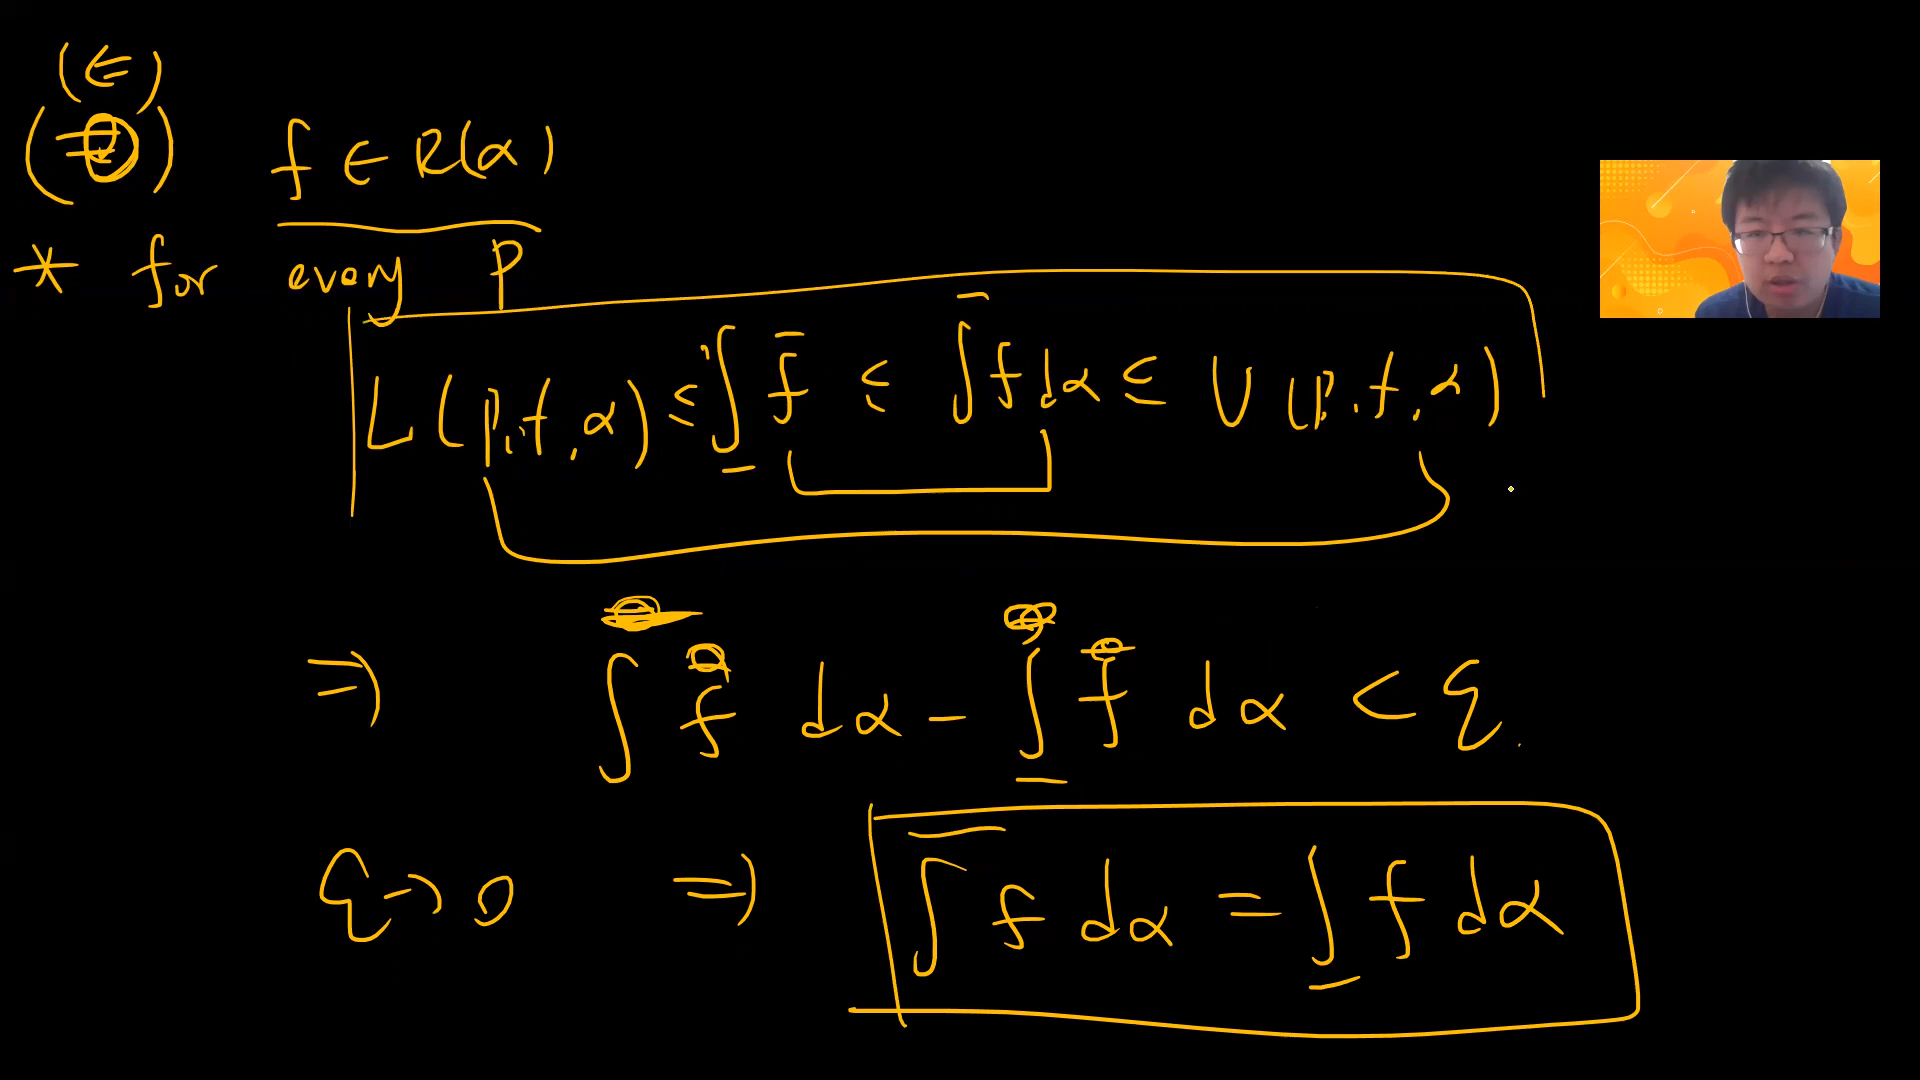 (⇐)
f ∈ R(α)
* for every P
L(P,f,α) ≤ ∫̲ f̄ ≤ ∫̅ f dα ≤ U(P,f,α)
⇒ ∫ f dα - ∫̲ f dα < ε.
ε → 0 ⇒ ∫̅ f dα = ∫̲ f dα